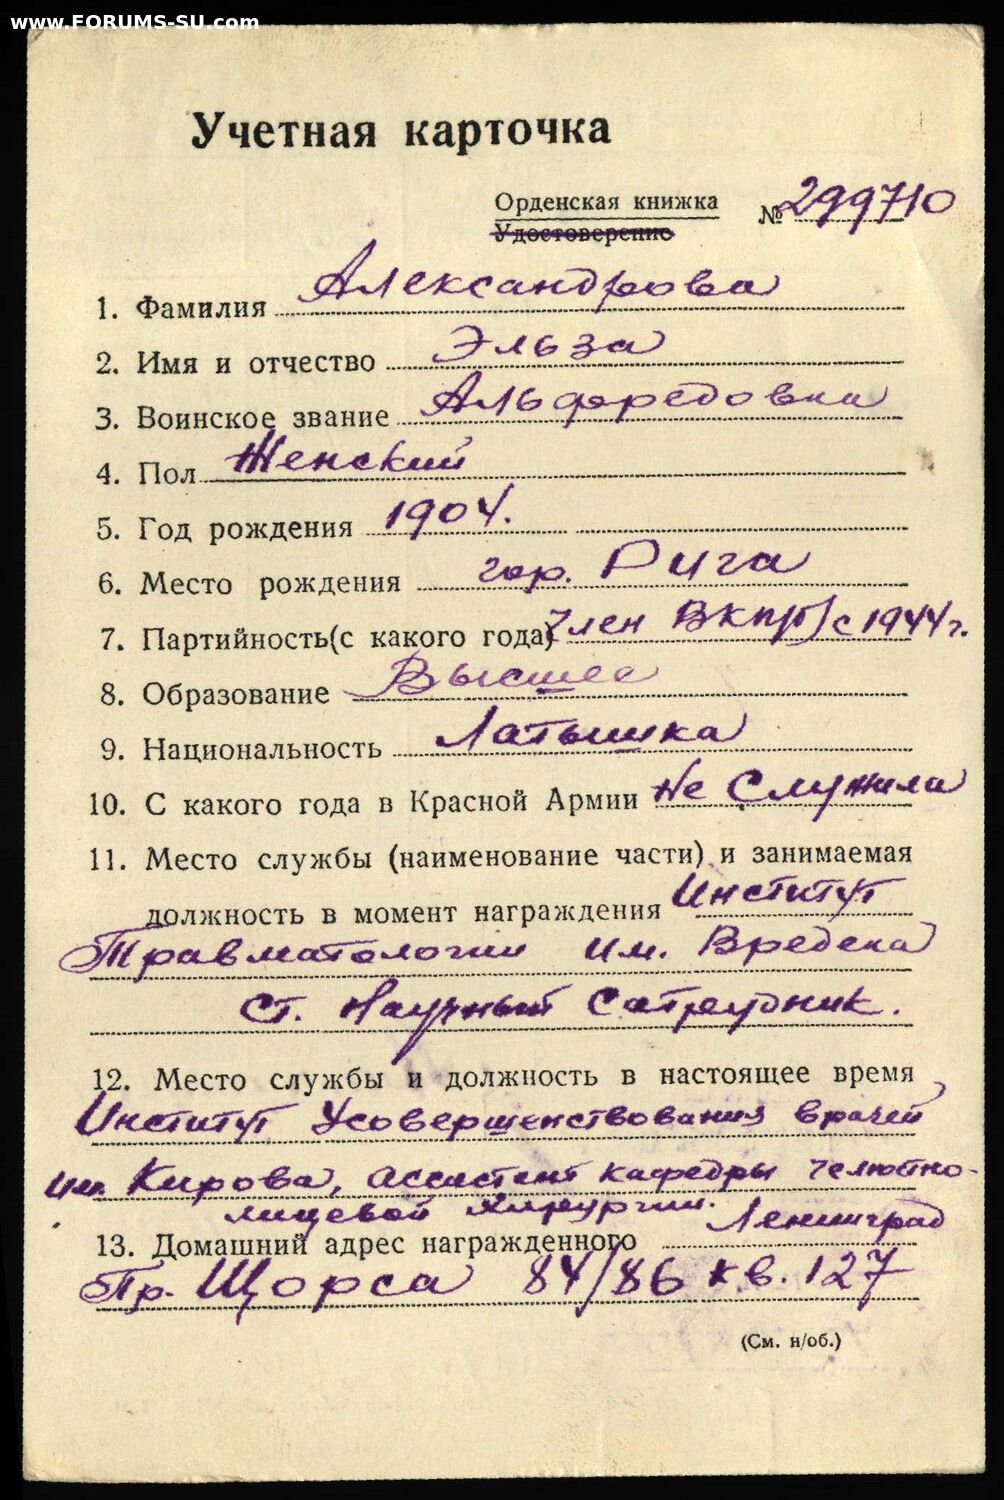 www.FORUMS-SU.com
Учетная карточка
Орденская книжка № 299710
Удостоверение
1. Фамилия Александрова
2. Имя и отчество Эльза
3. Воинское звание Альфредовна
4. Пол Женский
5. Год рождения 1904.
6. Место рождения гор. Рига
7. Партийность(с какого года) Член ВКП(б) с 1944 г.
8. Образование Высшее
9. Национальность Латышка
10. С какого года в Красной Армии Не Служила
11. Место службы (наименование части) и занимаемая
должность в момент награждения Институт
Травматологии им. Вредена
Ст. Научный Сотрудник.
12. Место службы и должность в настоящее время
Институт Усовершенствования врачей
им. Кирова, ассистент кафедры челюстно-
лицевой хирургии.
13. Домашний адрес награжденного Ленинград
Пр. Щорса 84/86 кв. 127
(См. н/об.)